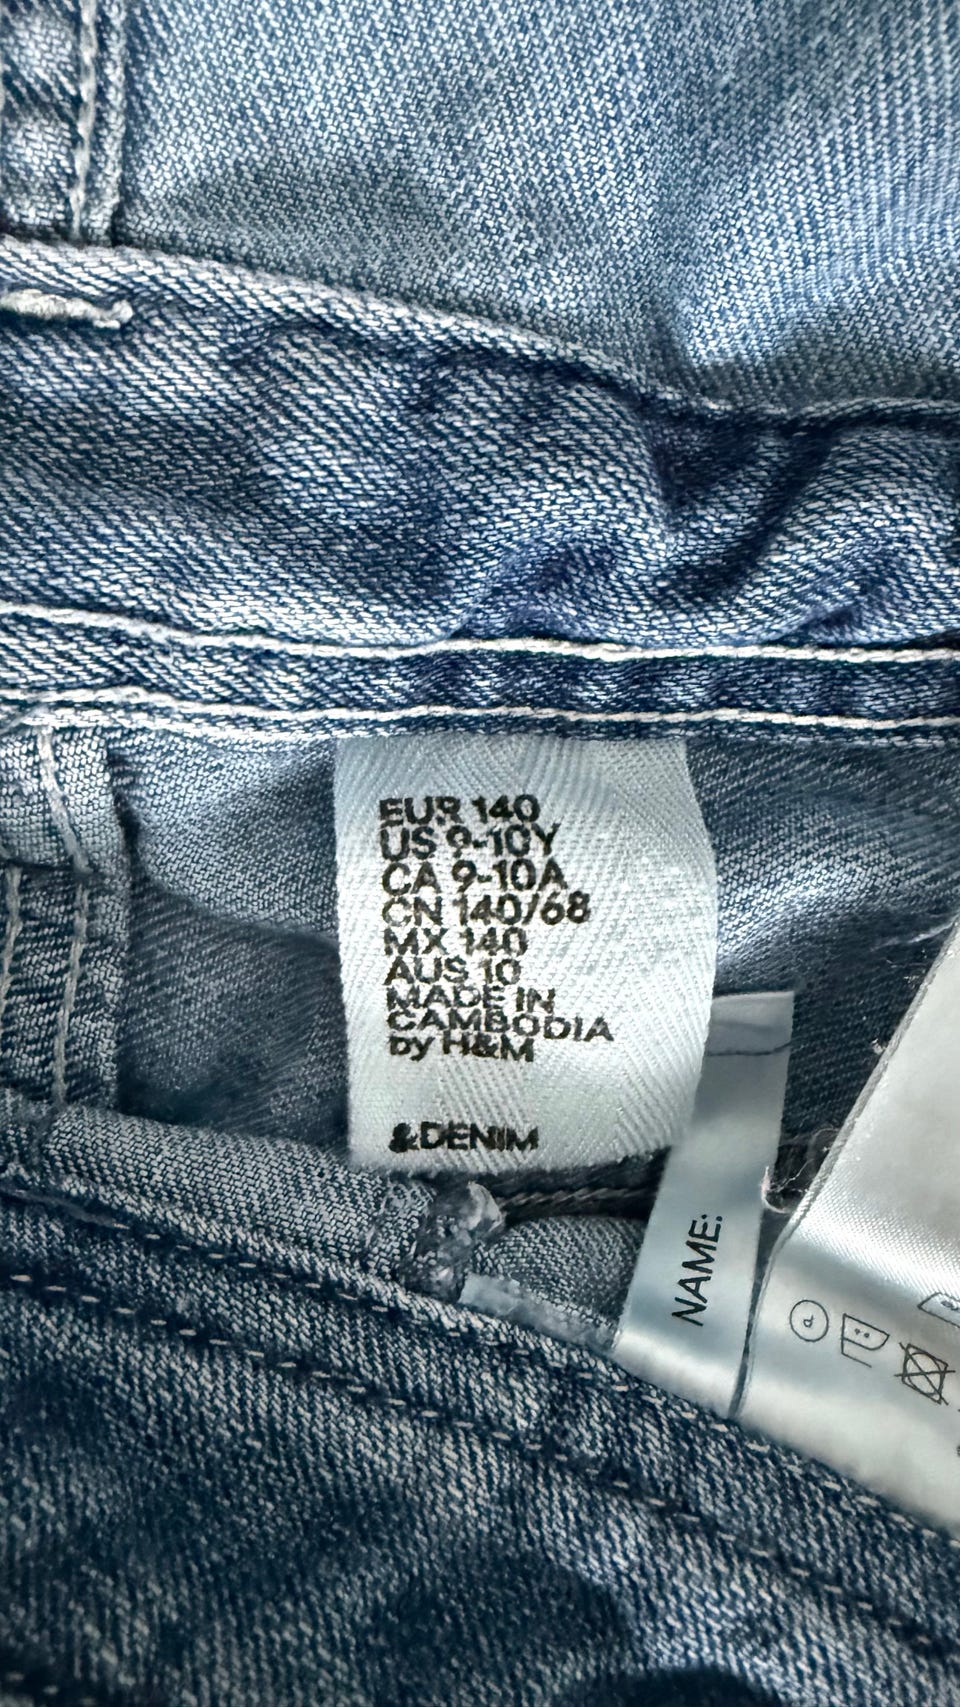 EUR 140
US 9-10Y
CA 9-10A
CN 140/68
MX 140
AUS 10
MADE IN
CAMBODIA
by H&M
&DENIM
NAME:
a